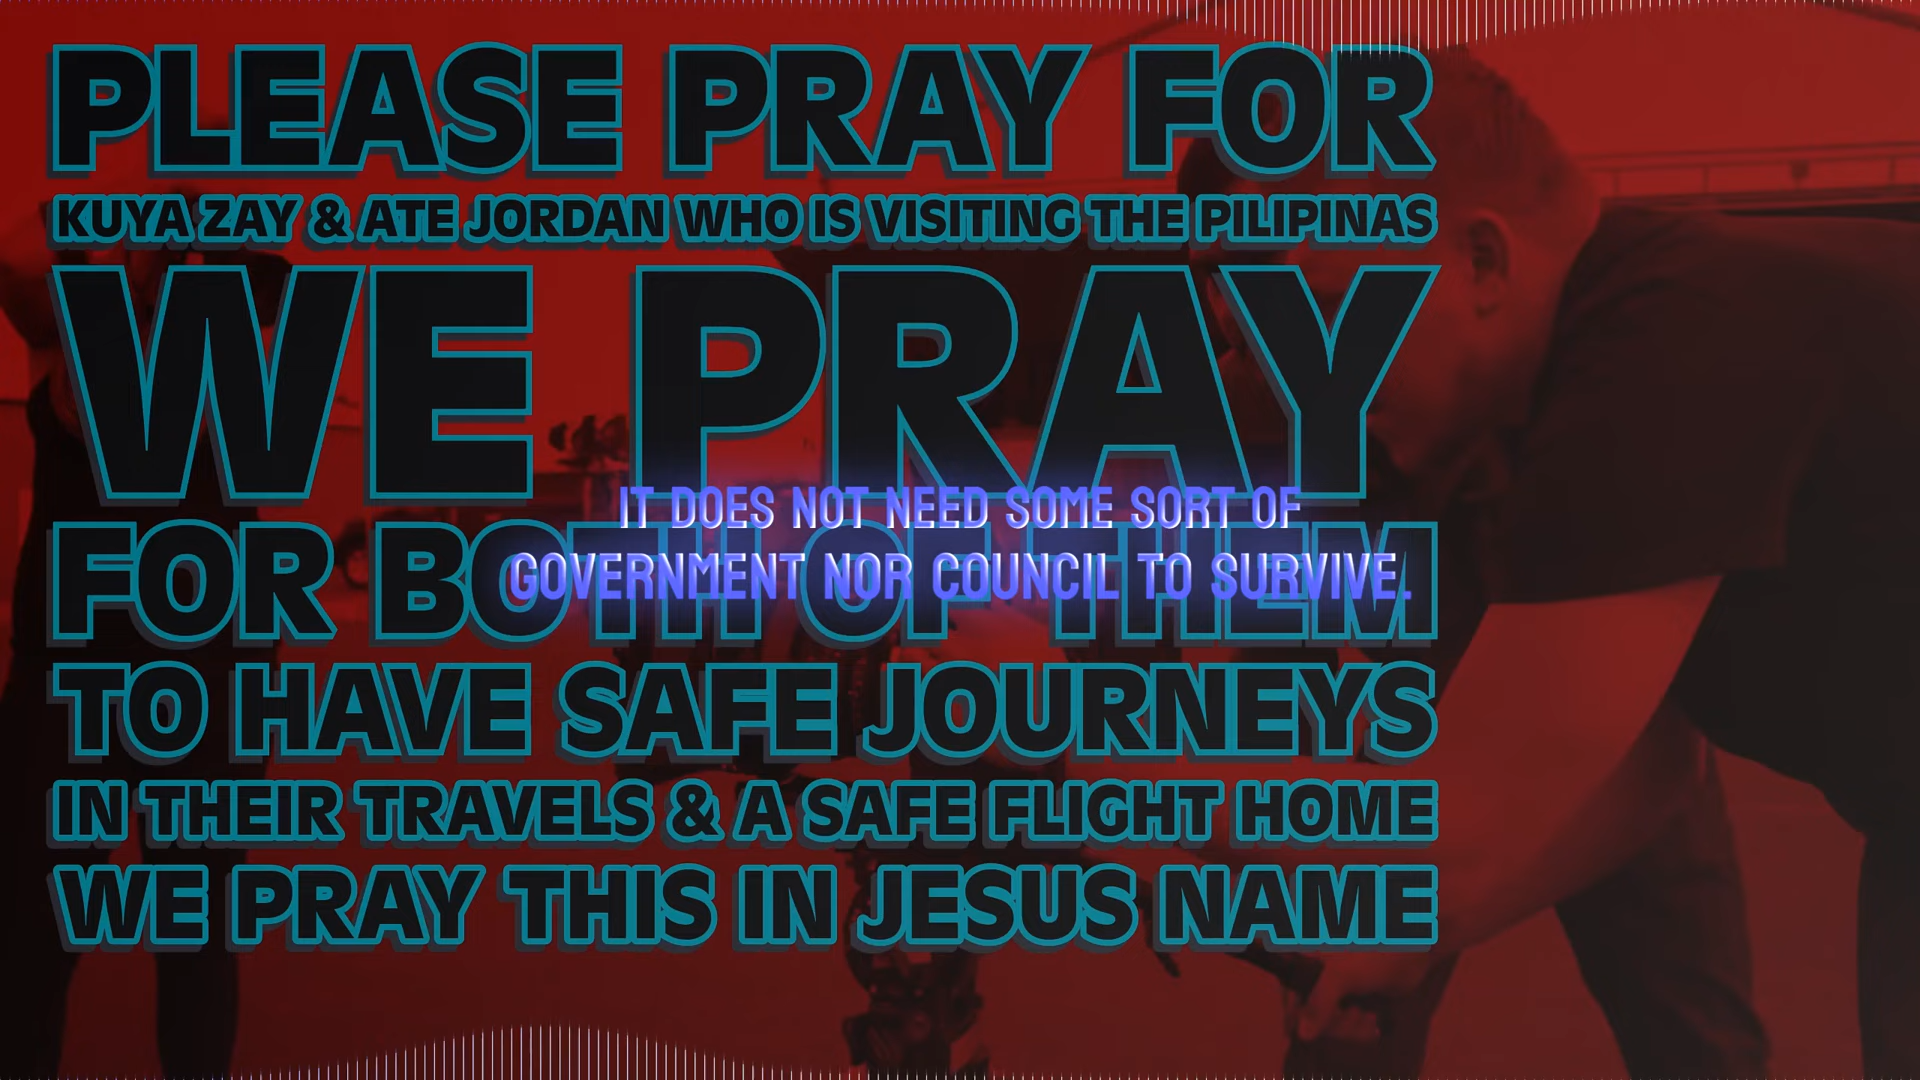 PLEASE PRAY FOR
KUYA ZAY & ATE JORDAN WHO IS VISITING THE PILIPINAS
WE PRAY
IT DOES NOT NEED SOME SORT OF
GOVERNMENT NOR COUNCIL TO SURVIVE.
FOR BOTH OF THEM
TO HAVE SAFE JOURNEYS
IN THEIR TRAVELS & A SAFE FLIGHT HOME
WE PRAY THIS IN JESUS NAME